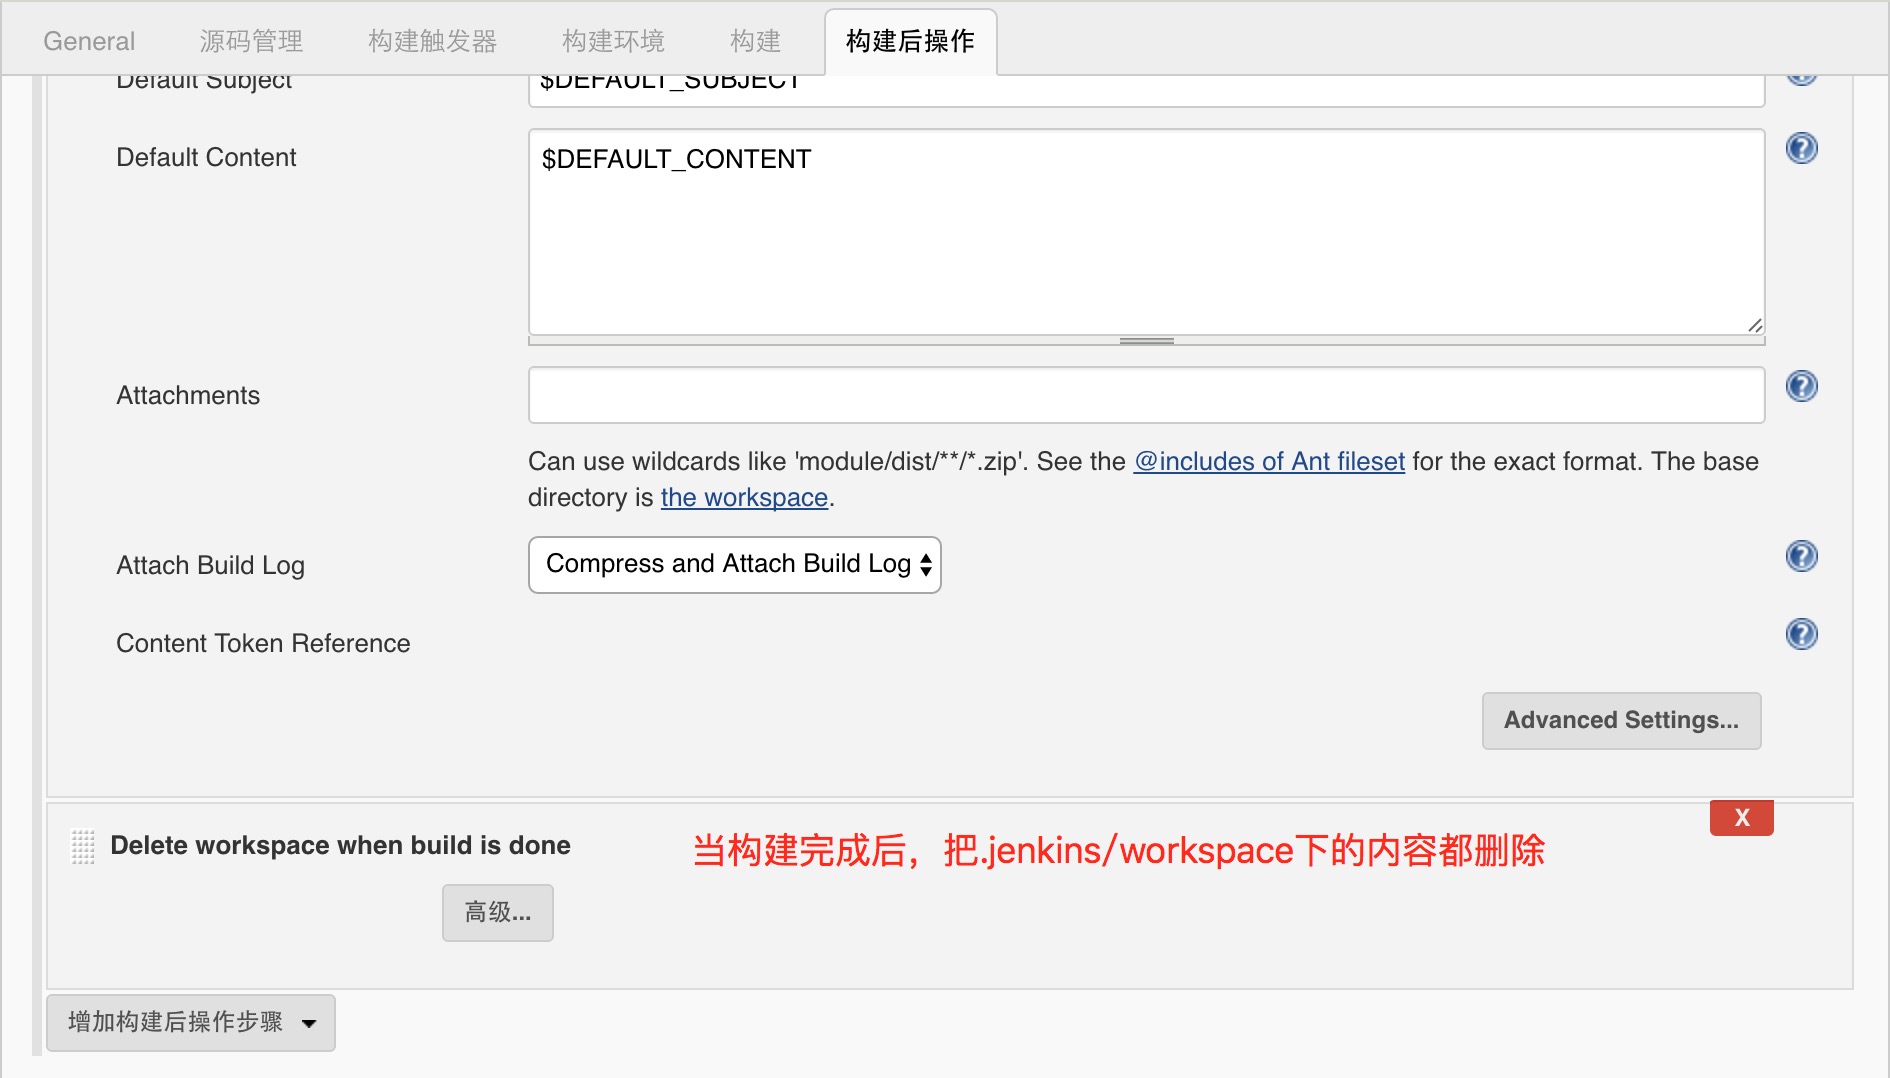 General 源码管理 构建触发器 构建环境 构建 构建后操作
Default Subject $DEFAULT_SUBJECT
Default Content $DEFAULT_CONTENT
Attachments
Can use wildcards like 'module/dist/**/*.zip'. See the @includes of Ant fileset for the exact format. The base
directory is the workspace.
Attach Build Log Compress and Attach Build Log
Content Token Reference
Advanced Settings...
X
Delete workspace when build is done 当构建完成后，把.jenkins/workspace下的内容都删除
高级...
增加构建后操作步骤